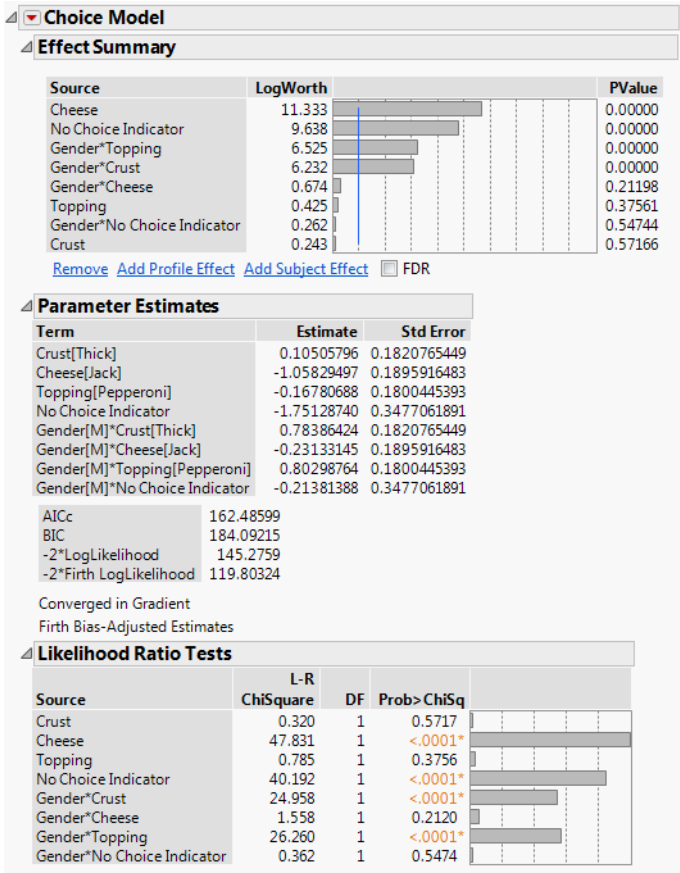 Choice Model
Effect Summary
Source LogWorth PValue
Cheese 11.333 0.00000
No Choice Indicator 9.638 0.00000
Gender*Topping 6.525 0.00000
Gender*Crust 6.232 0.00000
Gender*Cheese 0.674 0.21198
Topping 0.425 0.37561
Gender*No Choice Indicator 0.262 0.54744
Crust 0.243 0.57166
Remove Add Profile Effect Add Subject Effect FDR
Parameter Estimates
Term Estimate Std Error
Crust[Thick] 0.10505796 0.1820765449
Cheese[Jack] -1.05829497 0.1895916483
Topping[Pepperoni] -0.16780688 0.1800445393
No Choice Indicator -1.75128740 0.3477061891
Gender[M]*Crust[Thick] 0.78386424 0.1820765449
Gender[M]*Cheese[Jack] -0.23133145 0.1895916483
Gender[M]*Topping[Pepperoni] 0.80298764 0.1800445393
Gender[M]*No Choice Indicator -0.21381388 0.3477061891
AICc 162.48599
BIC 184.09215
-2*LogLikelihood 145.2759
-2*Firth LogLikelihood 119.80324
Converged in Gradient
Firth Bias-Adjusted Estimates
Likelihood Ratio Tests
L-R
Source ChiSquare DF Prob>ChiSq
Crust 0.320 1 0.5717
Cheese 47.831 1 <.0001*
Topping 0.785 1 0.3756
No Choice Indicator 40.192 1 <.0001*
Gender*Crust 24.958 1 <.0001*
Gender*Cheese 1.558 1 0.2120
Gender*Topping 26.260 1 <.0001*
Gender*No Choice Indicator 0.362 1 0.5474